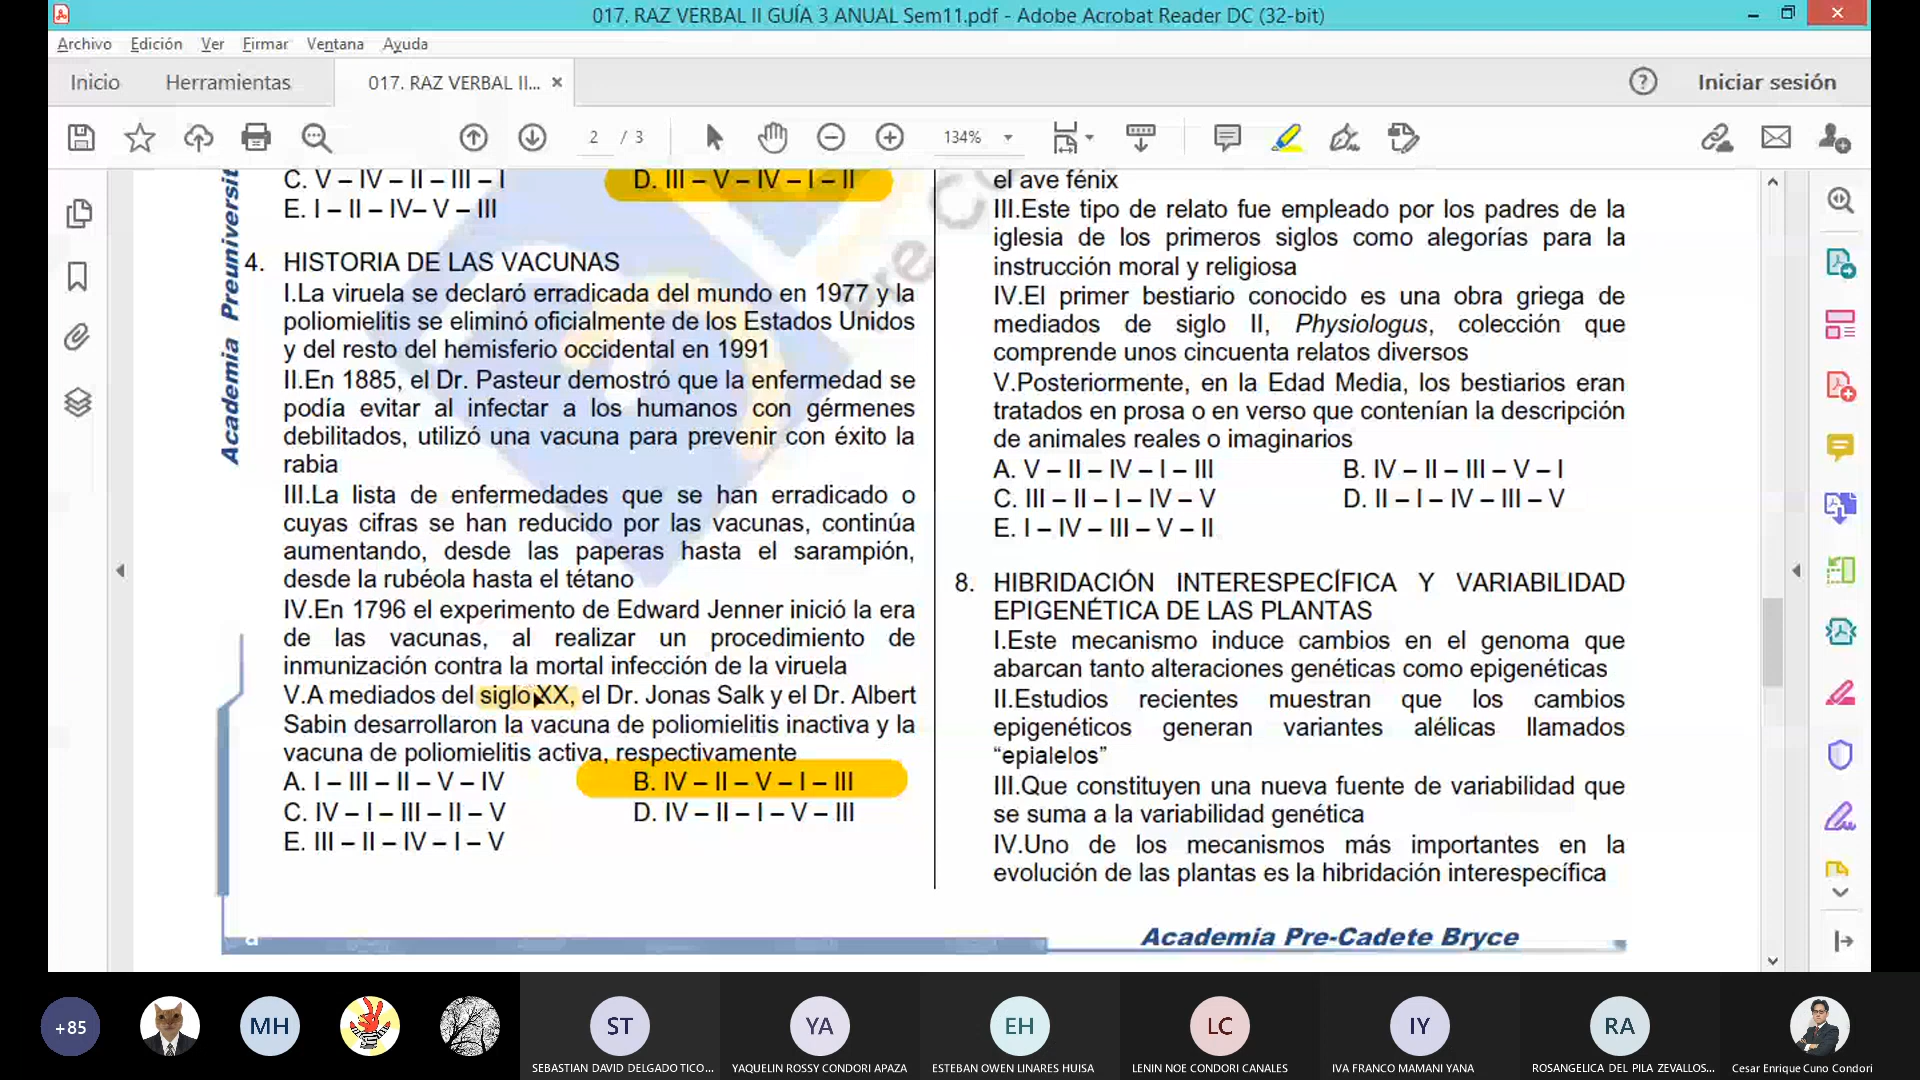 017. RAZ VERBAL II GUÍA 3 ANUAL Sem11.pdf - Adobe Acrobat Reader DC (32-bit)
Archivo Edición Ver Firmar Ventana Ayuda
Inicio Herramientas 017. RAZ VERBAL II... × Iniciar sesión
2 / 3 134%
Academia Preuniversit
C. V – IV – II – III – I D. III – V – IV – I – II
E. I – II – IV– V – III
4. HISTORIA DE LAS VACUNAS
I.La viruela se declaró erradicada del mundo en 1977 y la
poliomielitis se eliminó oficialmente de los Estados Unidos
y del resto del hemisferio occidental en 1991
II.En 1885, el Dr. Pasteur demostró que la enfermedad se
podía evitar al infectar a los humanos con gérmenes
debilitados, utilizó una vacuna para prevenir con éxito la
rabia
III.La lista de enfermedades que se han erradicado o
cuyas cifras se han reducido por las vacunas, continúa
aumentando, desde las paperas hasta el sarampión,
desde la rubéola hasta el tétano
IV.En 1796 el experimento de Edward Jenner inició la era
de las vacunas, al realizar un procedimiento de
inmunización contra la mortal infección de la viruela
V.A mediados del siglo XX, el Dr. Jonas Salk y el Dr. Albert
Sabin desarrollaron la vacuna de poliomielitis inactiva y la
vacuna de poliomielitis activa, respectivamente
A. I – III – II – V – IV B. IV – II – V – I – III
C. IV – I – III – II – V D. IV – II – I – V – III
E. III – II – IV – I – V
el ave fénix
III.Este tipo de relato fue empleado por los padres de la
iglesia de los primeros siglos como alegorías para la
instrucción moral y religiosa
IV.El primer bestiario conocido es una obra griega de
mediados de siglo II, Physiologus, colección que
comprende unos cincuenta relatos diversos
V.Posteriormente, en la Edad Media, los bestiarios eran
tratados en prosa o en verso que contenían la descripción
de animales reales o imaginarios
A. V – II – IV – I – III B. IV – II – III – V – I
C. III – II – I – IV – V D. II – I – IV – III – V
E. I – IV – III – V – II
8. HIBRIDACIÓN INTERESPECÍFICA Y VARIABILIDAD
EPIGENÉTICA DE LAS PLANTAS
I.Este mecanismo induce cambios en el genoma que
abarcan tanto alteraciones genéticas como epigenéticas
II.Estudios recientes muestran que los cambios
epigenéticos generan variantes alélicas llamados
“epialelos”
III.Que constituyen una nueva fuente de variabilidad que
se suma a la variabilidad genética
IV.Uno de los mecanismos más importantes en la
evolución de las plantas es la hibridación interespecífica
Academia Pre-Cadete Bryce
+85 MH ST YA EH LC IY RA
SEBASTIAN DAVID DELGADO TICO... YAQUELIN ROSSY CONDORI APAZA ESTEBAN OWEN LINARES HUISA LENIN NOE CONDORI CANALES IVA FRANCO MAMANI YANA ROSANGELICA DEL PILA ZEVALLOS... Cesar Enrique Cuno Condori